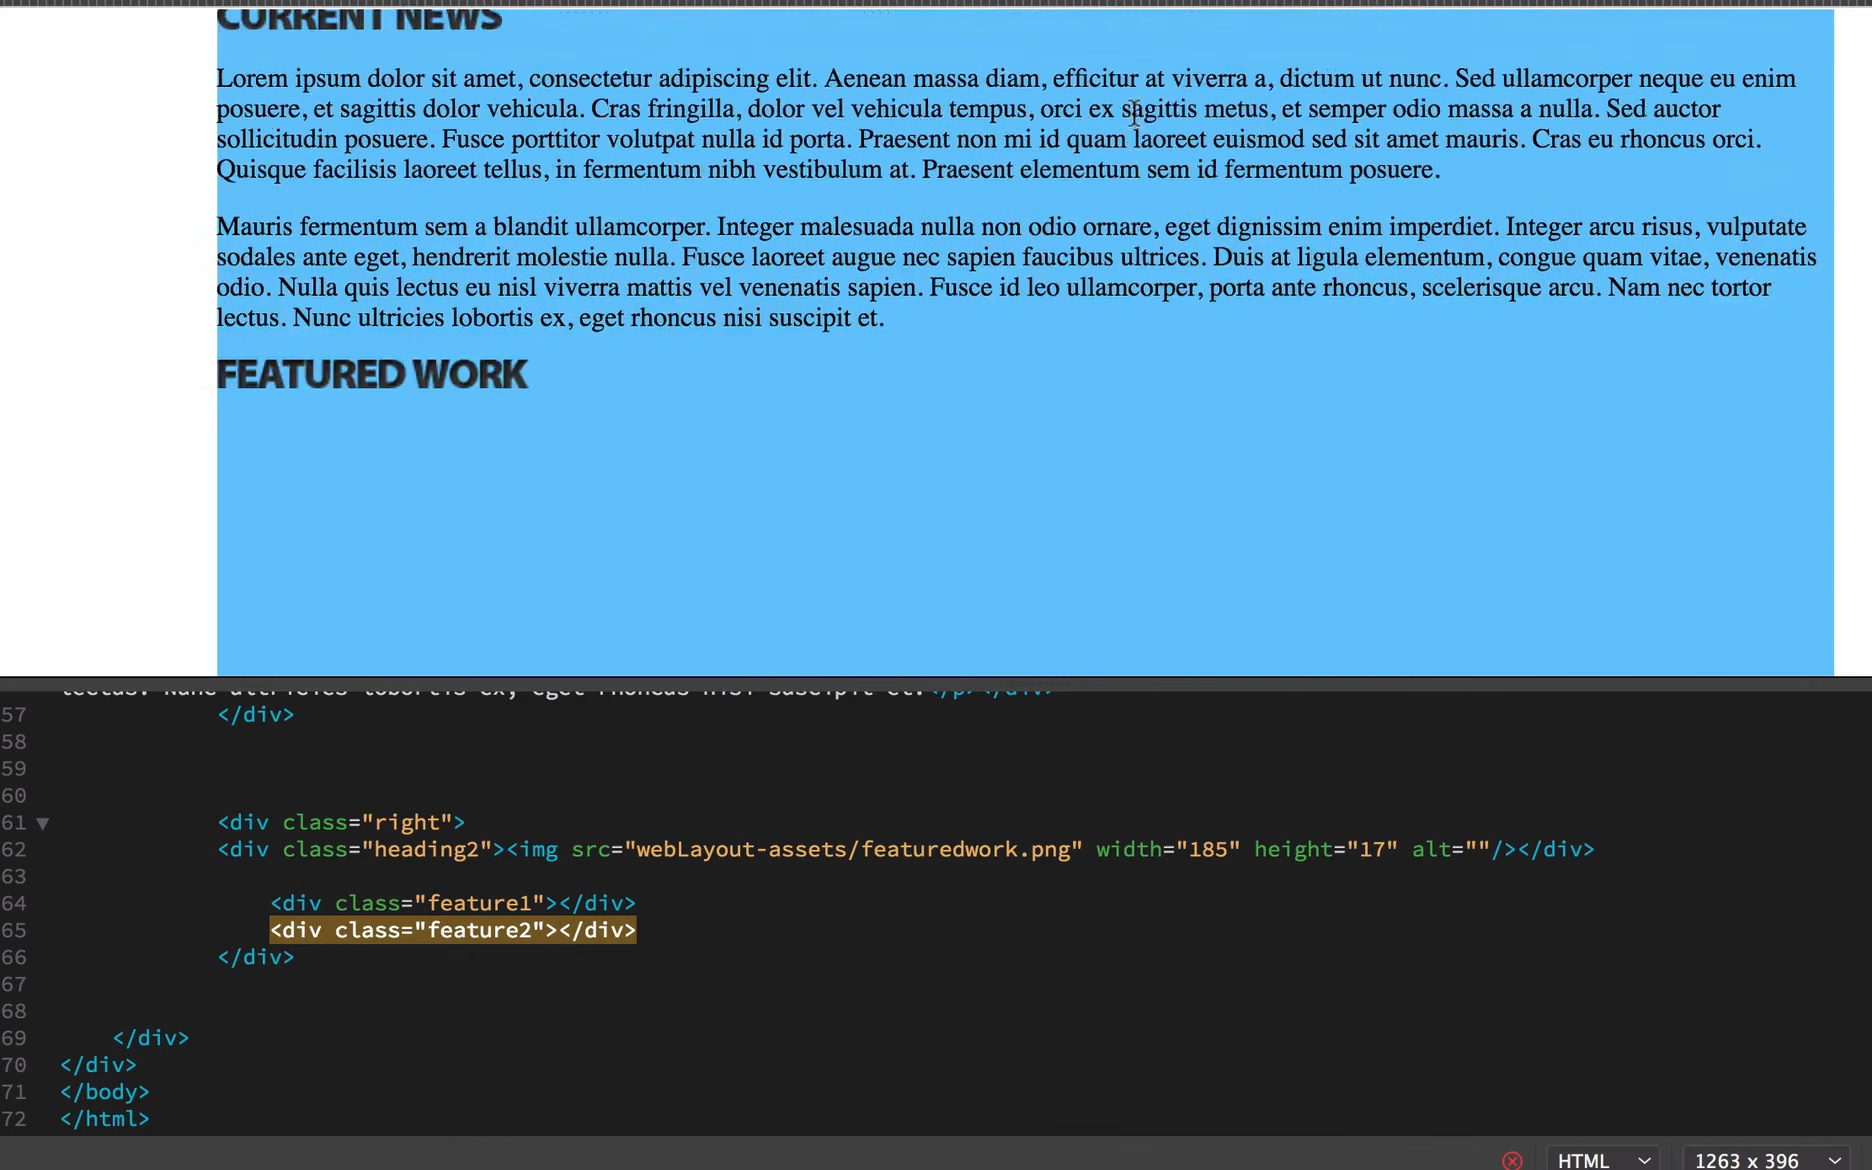 CURRENT NEWS
Lorem ipsum dolor sit amet, consectetur adipiscing elit. Aenean massa diam, efficitur at viverra a, dictum ut nunc. Sed ullamcorper neque eu enim
posuere, et sagittis dolor vehicula. Cras fringilla, dolor vel vehicula tempus, orci ex sagittis metus, et semper odio massa a nulla. Sed auctor
sollicitudin posuere. Fusce porttitor volutpat nulla id porta. Praesent non mi id quam laoreet euismod sed sit amet mauris. Cras eu rhoncus orci.
Quisque facilisis laoreet tellus, in fermentum nibh vestibulum at. Praesent elementum sem id fermentum posuere.
Mauris fermentum sem a blandit ullamcorper. Integer malesuada nulla non odio ornare, eget dignissim enim imperdiet. Integer arcu risus, vulputate
sodales ante eget, hendrerit molestie nulla. Fusce laoreet augue nec sapien faucibus ultrices. Duis at ligula elementum, congue quam vitae, venenatis
odio. Nulla quis lectus eu nisl viverra mattis vel venenatis sapien. Fusce id leo ullamcorper, porta ante rhoncus, scelerisque arcu. Nam nec tortor
lectus. Nunc ultricies lobortis ex, eget rhoncus nisi suscipit et.
FEATURED WORK
lectus. Nunc ultricies lobortis ex, eget rhoncus nisi suscipit et.</p></div>
57 </div>
58
59
60
61 <div class="right">
62 <div class="heading2"><img src="webLayout-assets/featuredwork.png" width="185" height="17" alt=""/></div>
63
64 <div class="feature1"></div>
65 <div class="feature2"></div>
66 </div>
67
68
69 </div>
70 </div>
71 </body>
72 </html>
HTML 1263 x 396